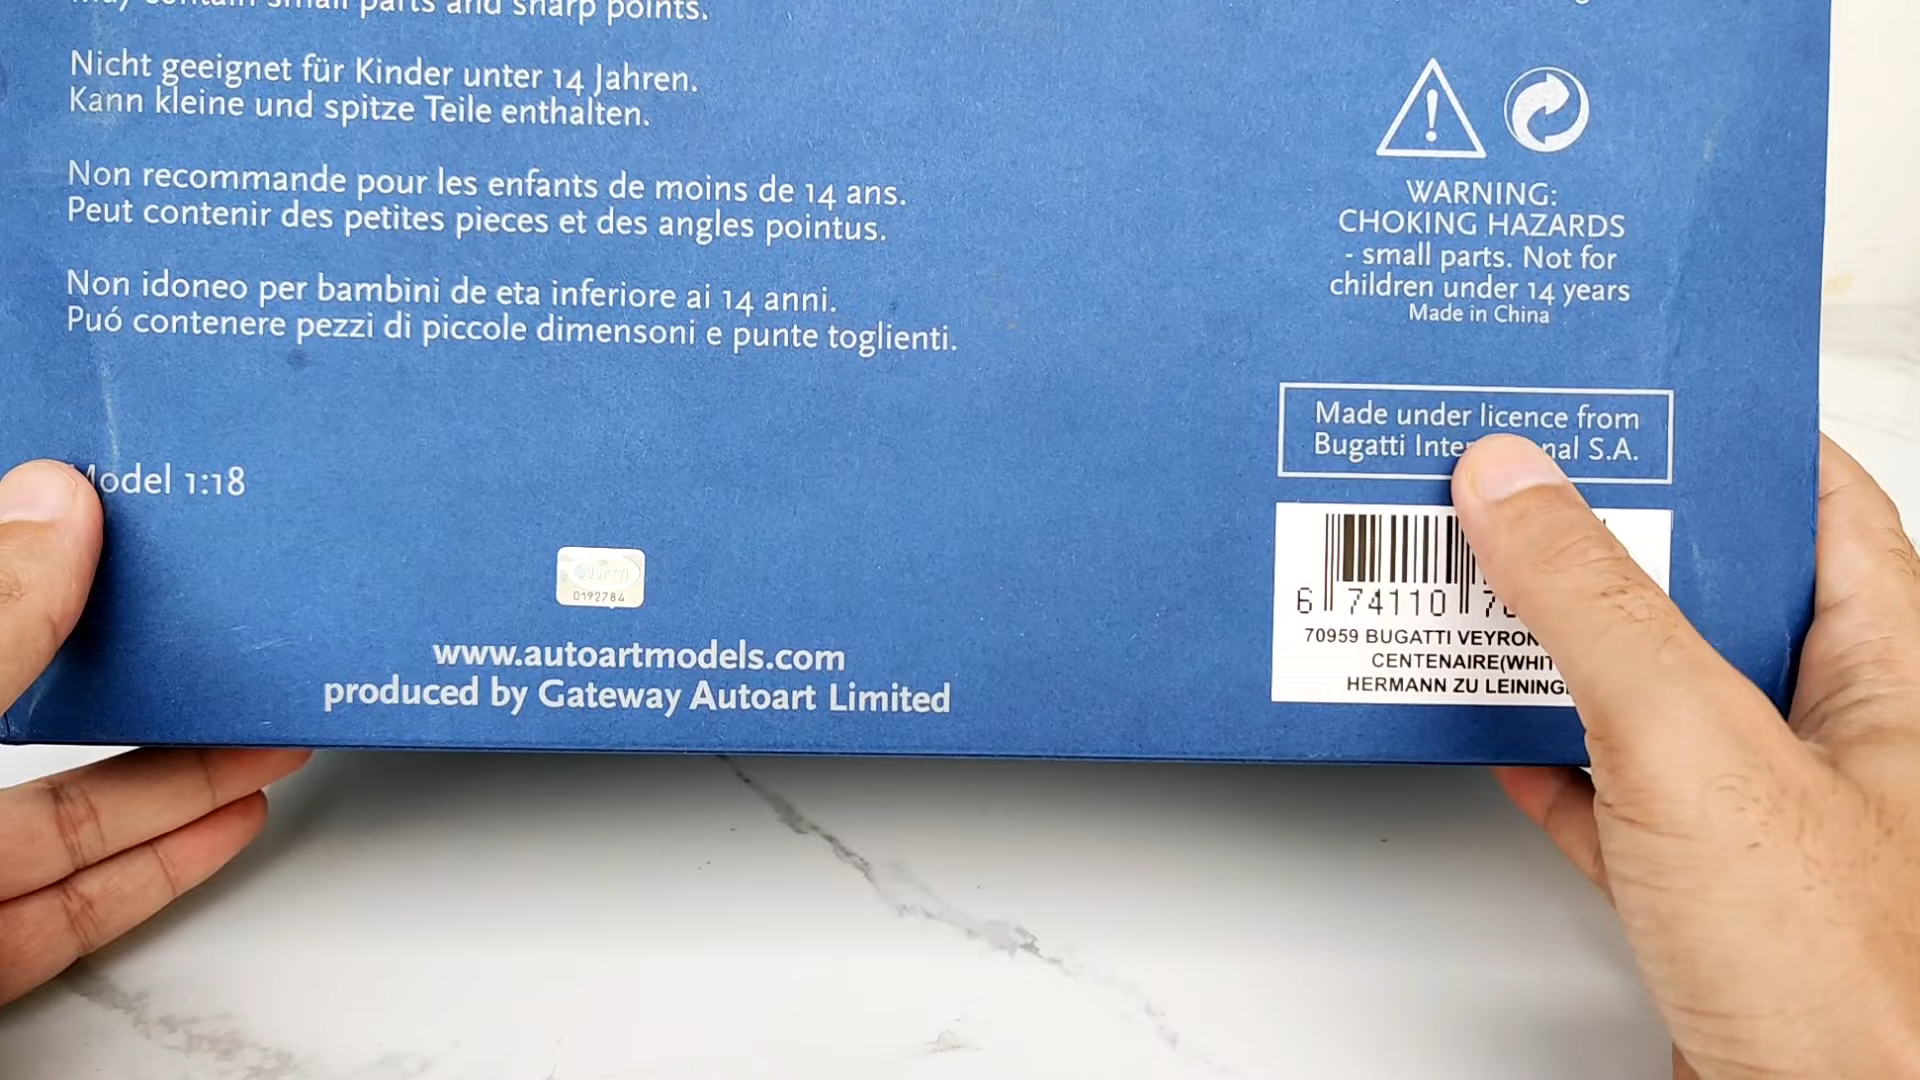 may contain small parts and sharp points.
Nicht geeignet für Kinder unter 14 Jahren.
Kann kleine und spitze Teile enthalten.
Non recommande pour les enfants de moins de 14 ans.
Peut contenir des petites pieces et des angles pointus.
Non idoneo per bambini de eta inferiore ai 14 anni.
Puó contenere pezzi di piccole dimensoni e punte toglienti.
Model 1:18
BUGATTI
0192784
www.autoartmodels.com
produced by Gateway Autoart Limited
WARNING:
CHOKING HAZARDS
- small parts. Not for
children under 14 years
Made in China
Made under licence from
Bugatti S.A.
6 74110
70959 BUGATTI VEYRON
CENTENAIRE
HERMANN ZU